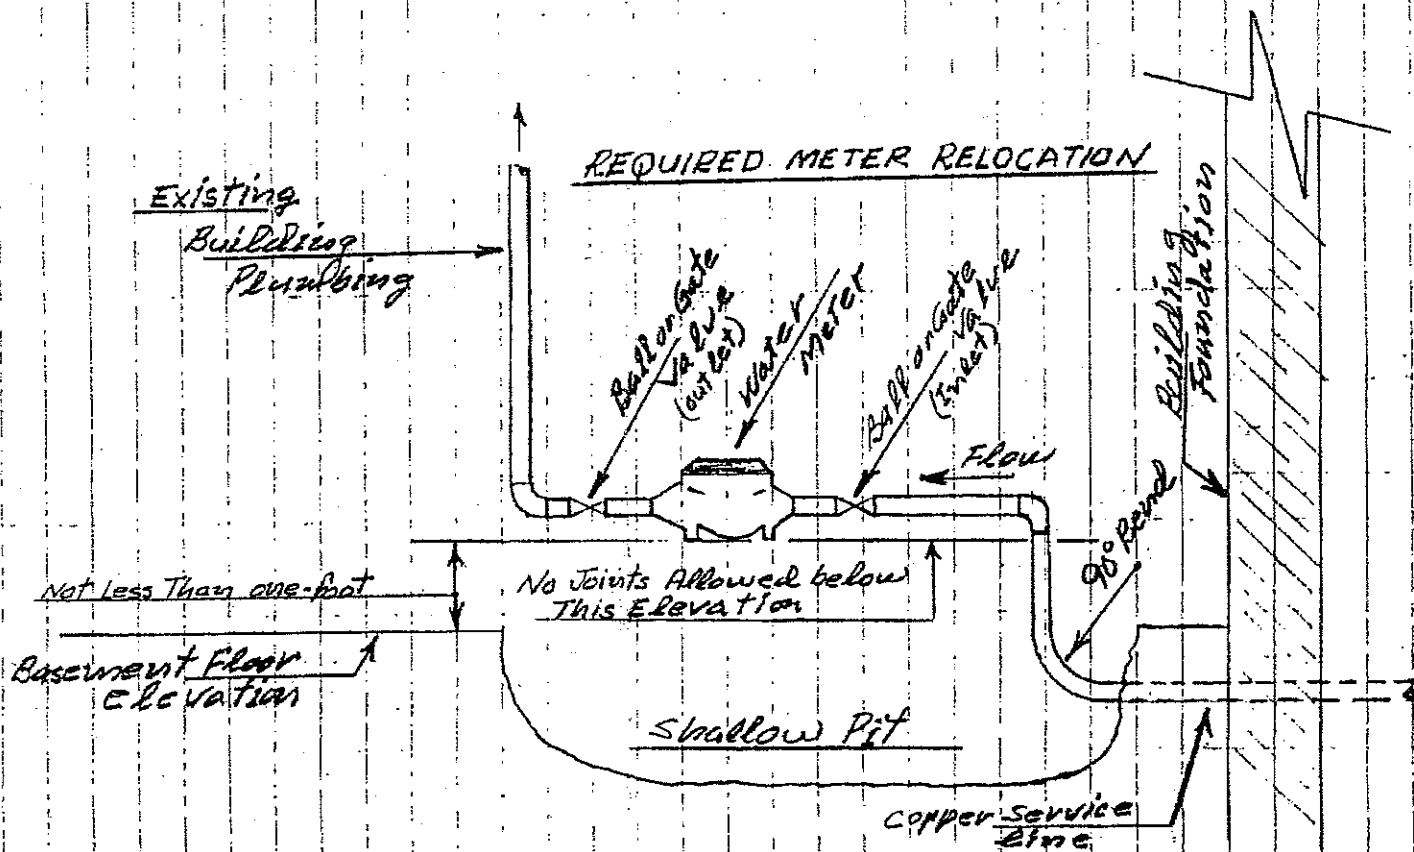 REQUIRED METER RELOCATION
Existing
Building
Plumbing
Ball or Gate
Valve
(outlet)
Water
Meter
Ball or Gate
Valve
(Inlet)
Building
Foundation
Flow
90° Bend
Not Less Than one-foot
No Joints Allowed below
This Elevation
Basement Floor
Elevation
Shallow Pit
Copper Service
Line